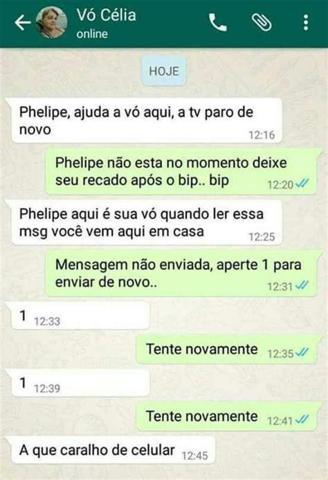 Vó Célia
online
HOJE
Phelipe, ajuda a vó aqui, a tv paro de
novo
12:16
Phelipe não esta no momento deixe
seu recado após o bip.. bip
12:20
Phelipe aqui é sua vó quando ler essa
msg você vem aqui em casa
12:25
Mensagem não enviada, aperte 1 para
enviar de novo..
12:31
1 12:33
Tente novamente 12:35
1 12:39
Tente novamente 12:41
A que caralho de celular 12:45